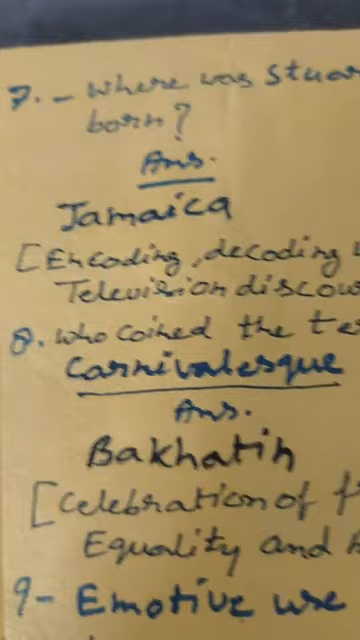 7. - Where was Stuar
born?
Ans.
Jamaica
[Encoding, decoding
Television discou
8. who coined the te
Carnivalesque
Ans.
Bakhatin
[Celebration of f
Equality and
9- Emotive use